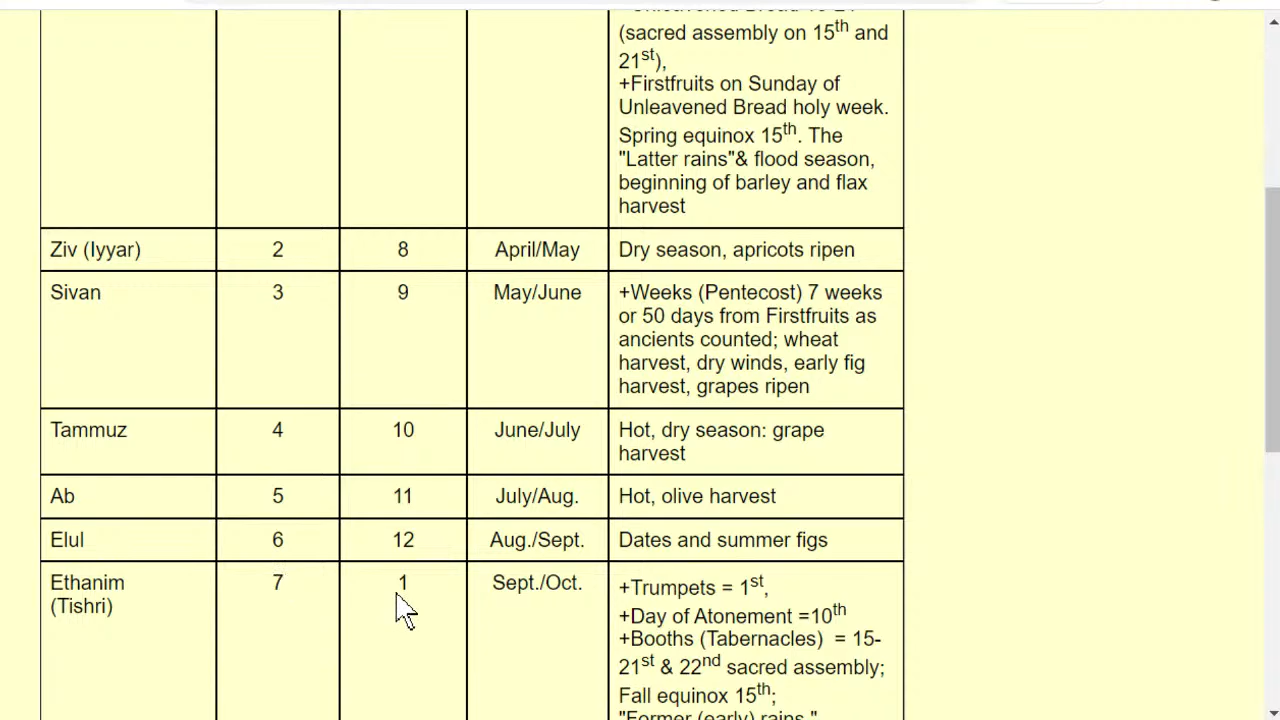 (sacred assembly on 15th and
21st),
+Firstfruits on Sunday of
Unleavened Bread holy week.
Spring equinox 15th. The
"Latter rains"& flood season,
beginning of barley and flax
harvest
Ziv (Iyyar) 2 8 April/May Dry season, apricots ripen
Sivan 3 9 May/June +Weeks (Pentecost) 7 weeks
or 50 days from Firstfruits as
ancients counted; wheat
harvest, dry winds, early fig
harvest, grapes ripen
Tammuz 4 10 June/July Hot, dry season: grape
harvest
Ab 5 11 July/Aug. Hot, olive harvest
Elul 6 12 Aug./Sept. Dates and summer figs
Ethanim 7 1 Sept./Oct. +Trumpets = 1st,
(Tishri)
+Day of Atonement =10th
+Booths (Tabernacles) = 15-
21st & 22nd sacred assembly;
Fall equinox 15th;
"Former (early) rains,"